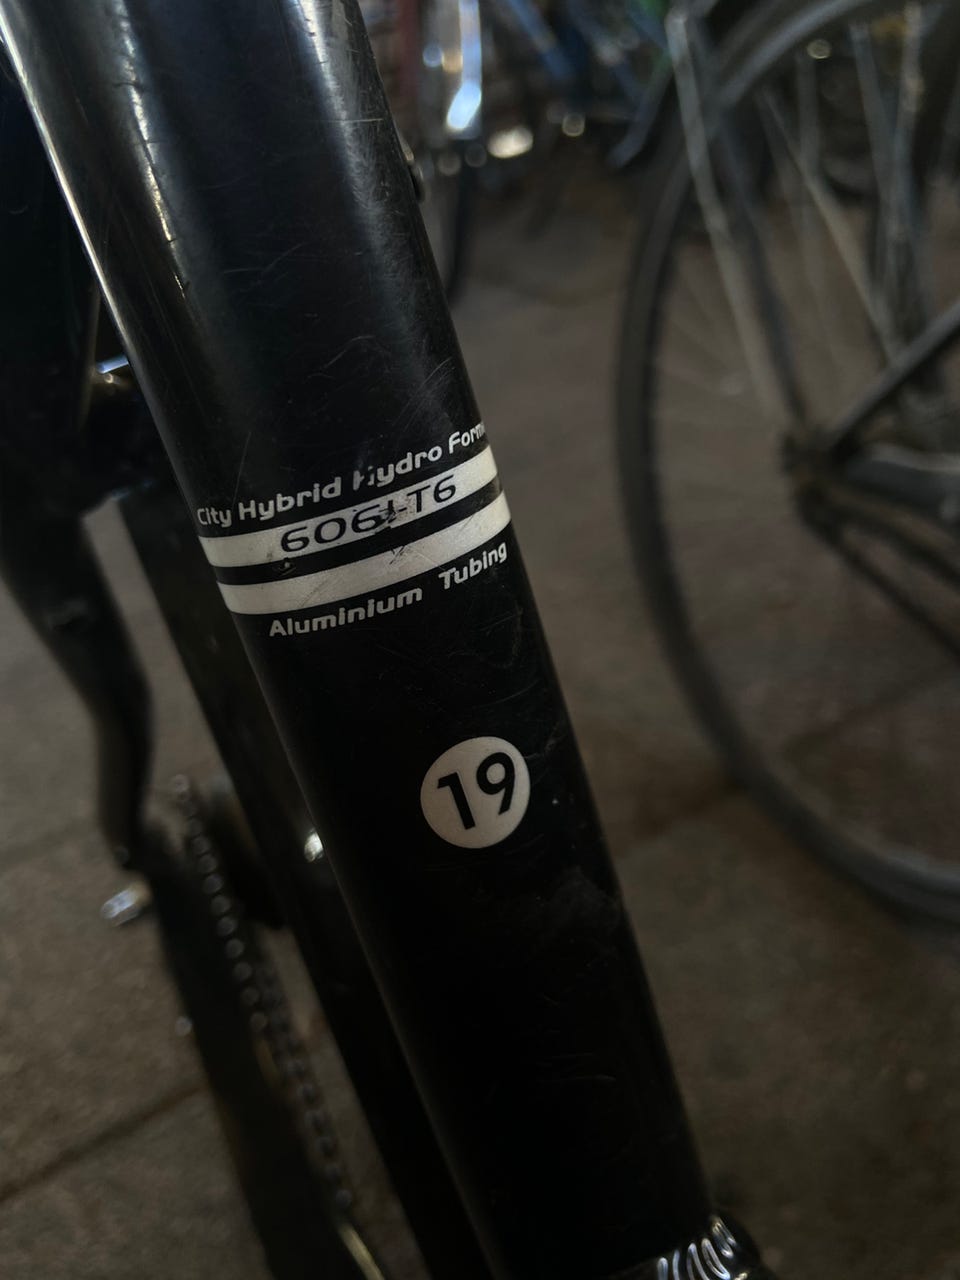 City Hybrid Hydro Form
6061-T6
Aluminium Tubing
19